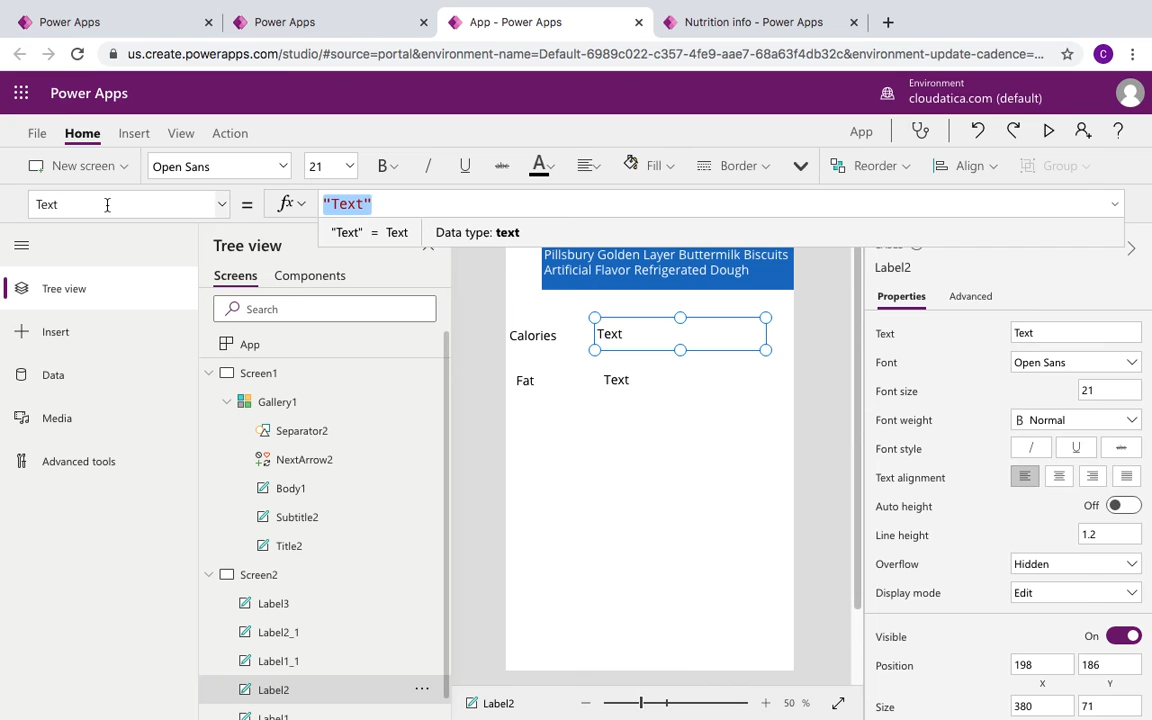 Power Apps
Power Apps
App - Power Apps
Nutrition info - Power Apps
us.create.powerapps.com/studio/#source=portal&environment-name=Default-6989c022-c357-4fe9-aae7-68a63f4db32c&environment-update-cadence=...
C
Power Apps
Environment
cloudatica.com (default)
File
Home
Insert
View
Action
App
New screen
Open Sans
21
B
/
U
abc
A
Fill
Border
Reorder
Align
Group
Text
=
fx
"Text"
"Text" = Text
Data type: text
Tree view
Insert
Data
Media
Advanced tools
Tree view
Screens
Components
Search
App
Screen1
Gallery1
Separator2
NextArrow2
Body1
Subtitle2
Title2
Screen2
Label3
Label2_1
Label1_1
Label2
Label1
Pillsbury Golden Layer Buttermilk Biscuits
Artificial Flavor Refrigerated Dough
Calories
Text
Fat
Text
Label2
50 %
Label2
Properties
Advanced
Text
Text
Font
Open Sans
Font size
21
Font weight
B Normal
Font style
/
U
abc
Text alignment
Auto height
Off
Line height
1.2
Overflow
Hidden
Display mode
Edit
Visible
On
Position
198
186
X
Y
Size
380
71